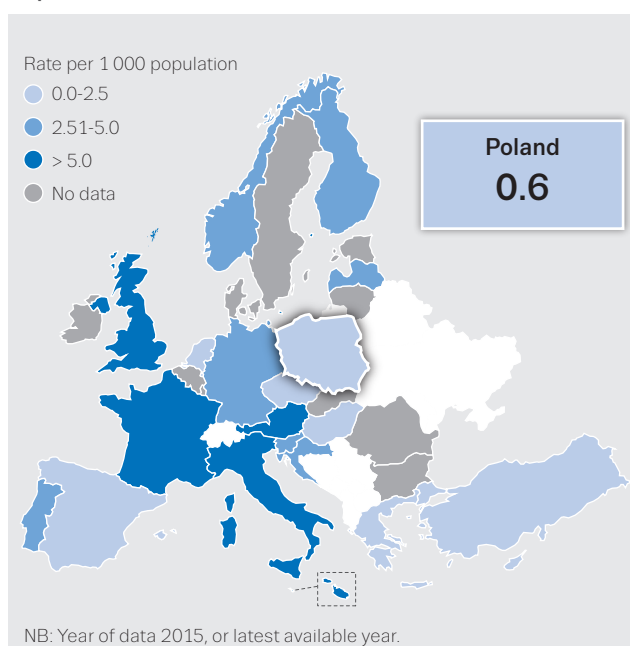 Rate per 1 000 population
0.0-2.5
2.51-5.0
> 5.0
No data
Poland
0.6
NB: Year of data 2015, or latest available year.